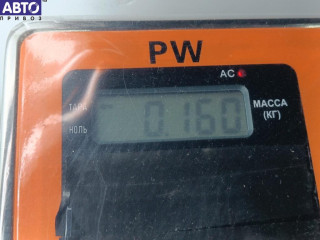 АВТО
ПРИВОЗ
PW
AC
ТАРА
НОЛЬ
0.160
МАССА
(КГ)